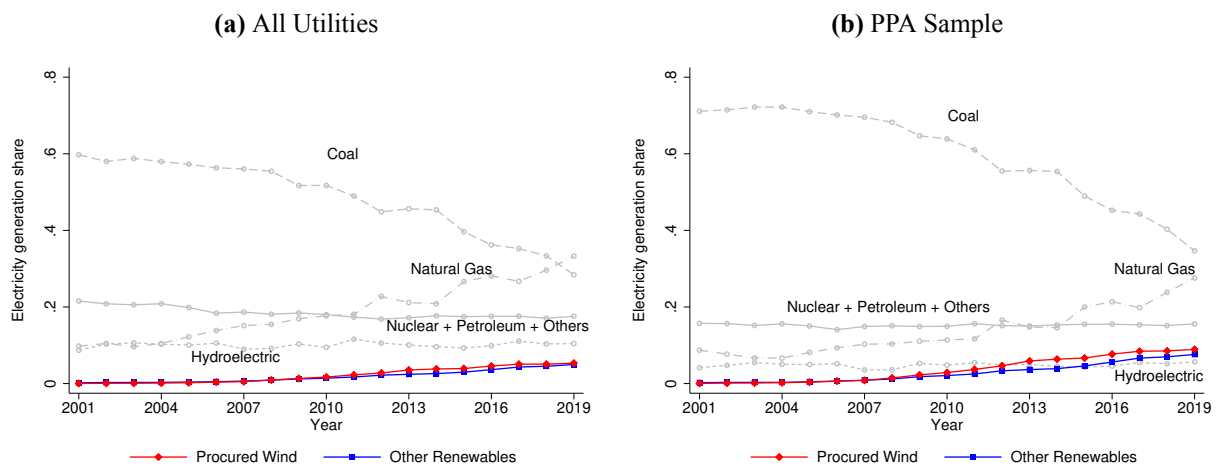 (a) All Utilities
Electricity generation share
.8
.6
.4
.2
0
Coal
Natural Gas
Nuclear + Petroleum + Others
Hydroelectric
2001 2004 2007 2010 2013 2016 2019
Year
Procured Wind Other Renewables
(b) PPA Sample
Electricity generation share
.8
.6
.4
.2
0
Coal
Natural Gas
Nuclear + Petroleum + Others
Hydroelectric
2001 2004 2007 2010 2013 2016 2019
Year
Procured Wind Other Renewables